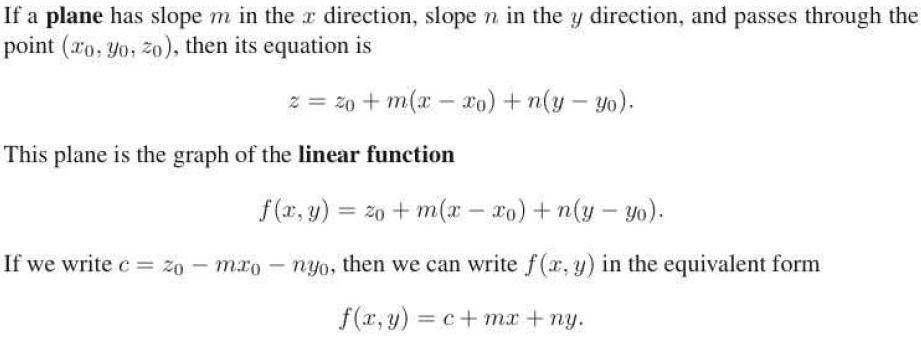 If a plane has slope m in the x direction, slope n in the y direction, and passes through the
point (x₀, y₀, z₀), then its equation is
z = z₀ + m(x − x₀) + n(y − y₀).
This plane is the graph of the linear function
f(x, y) = z₀ + m(x − x₀) + n(y − y₀).
If we write c = z₀ − mx₀ − ny₀, then we can write f(x, y) in the equivalent form
f(x, y) = c + mx + ny.